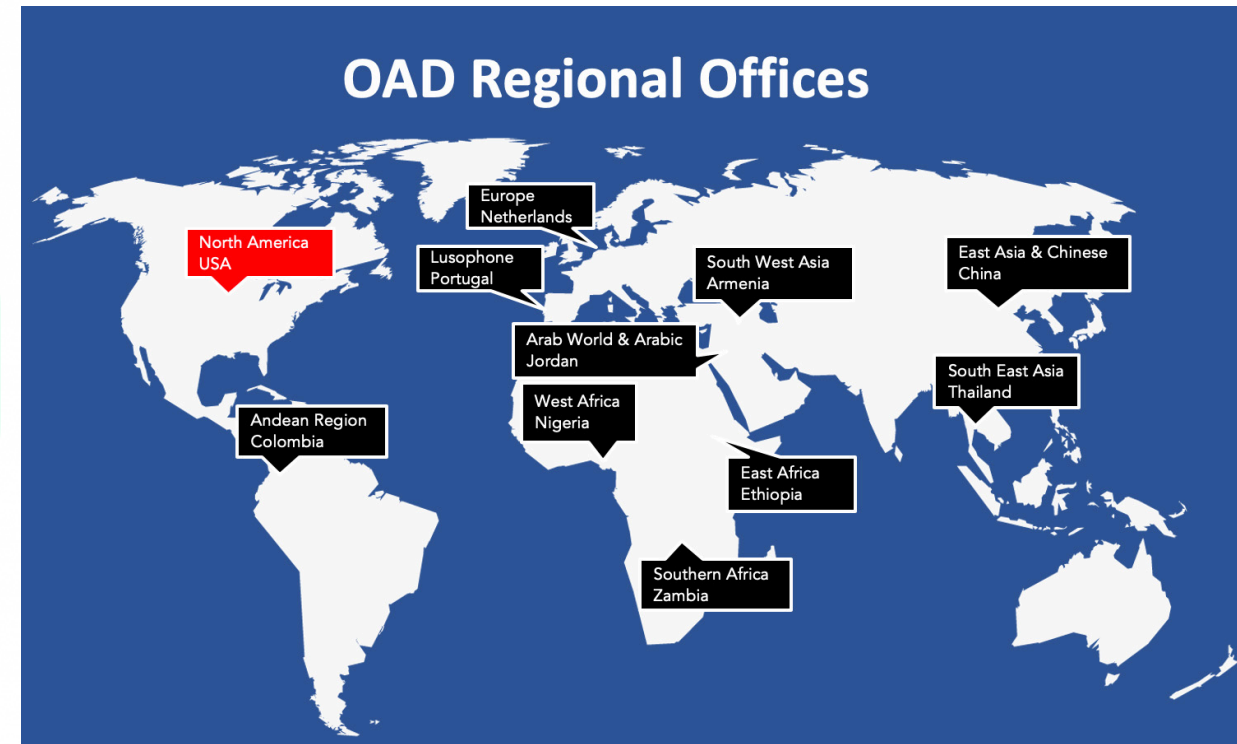 OAD Regional Offices
Europe
Netherlands
North America
USA
Lusophone
Portugal
South West Asia
Armenia
East Asia & Chinese
China
Arab World & Arabic
Jordan
South East Asia
Thailand
West Africa
Nigeria
Andean Region
Colombia
East Africa
Ethiopia
Southern Africa
Zambia